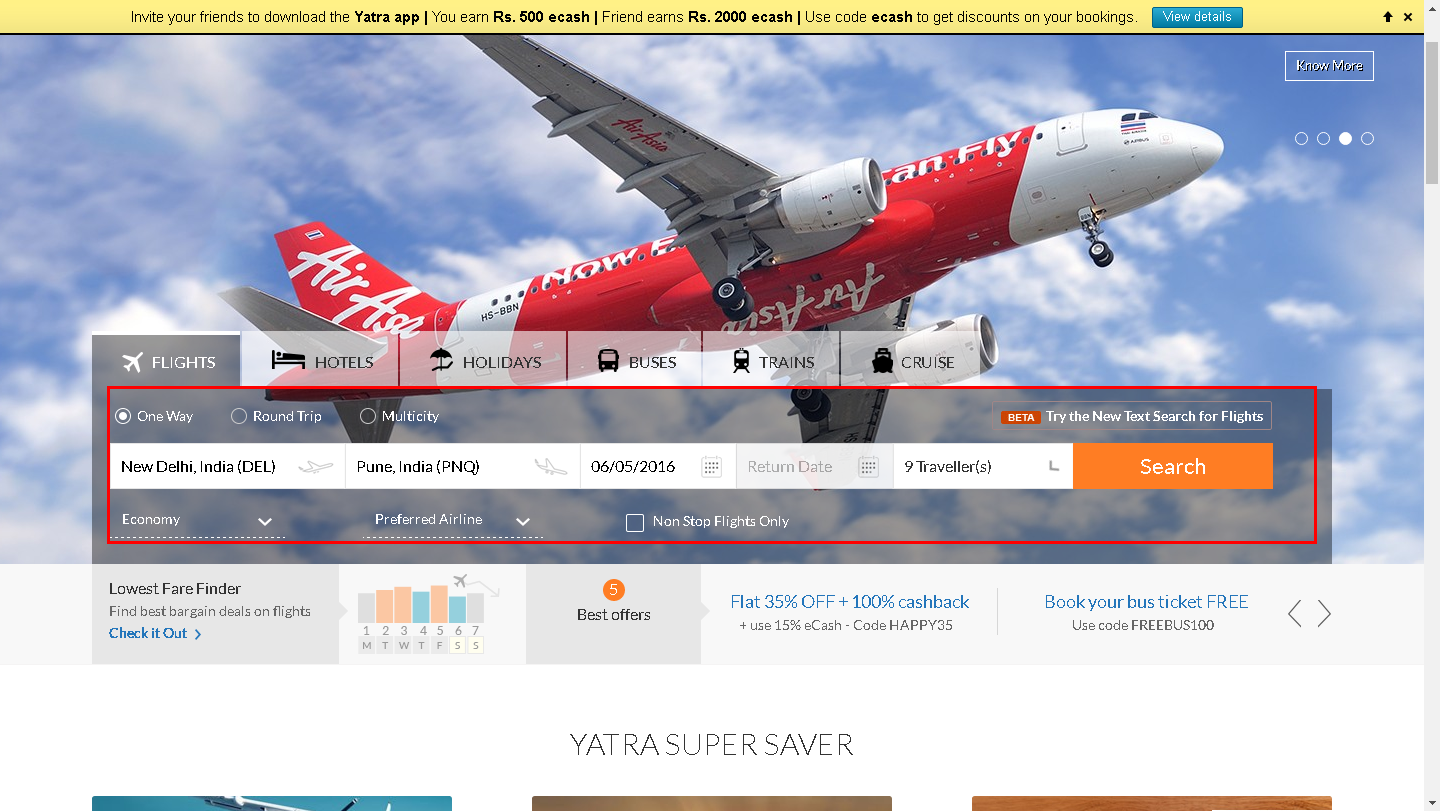 Invite your friends to download the Yatra app | You earn Rs. 500 ecash | Friend earns Rs. 2000 ecash | Use code ecash to get discounts on your bookings. View details
Know More
AirAsia
AIRBUS
Now E
an Fly
AirAsia
HS-BBN
AirAsia
FLIGHTS HOTELS HOLIDAYS BUSES TRAINS CRUISE
One Way Round Trip Multicity BETA Try the New Text Search for Flights
New Delhi, India (DEL) Pune, India (PNQ) 06/05/2016 Return Date 9 Traveller(s) Search
Economy Preferred Airline Non Stop Flights Only
Lowest Fare Finder
Find best bargain deals on flights
Check it Out
1 2 3 4 5 6 7
M T W T F S S
5
Best offers
Flat 35% OFF + 100% cashback
+ use 15% eCash - Code HAPPY35
Book your bus ticket FREE
Use code FREEBUS100
YATRA SUPER SAVER